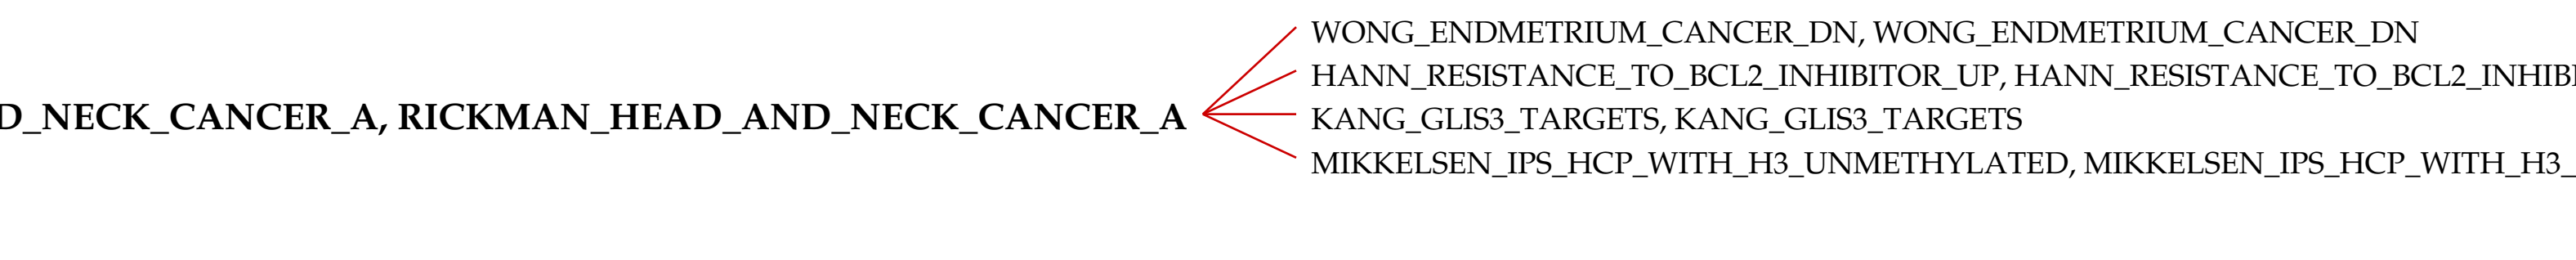 D_NECK_CANCER_A, RICKMAN_HEAD_AND_NECK_CANCER_A
WONG_ENDMETRIUM_CANCER_DN, WONG_ENDMETRIUM_CANCER_DN
HANN_RESISTANCE_TO_BCL2_INHIBITOR_UP, HANN_RESISTANCE_TO_BCL2_INHIBI
KANG_GLIS3_TARGETS, KANG_GLIS3_TARGETS
MIKKELSEN_IPS_HCP_WITH_H3_UNMETHYLATED, MIKKELSEN_IPS_HCP_WITH_H3_